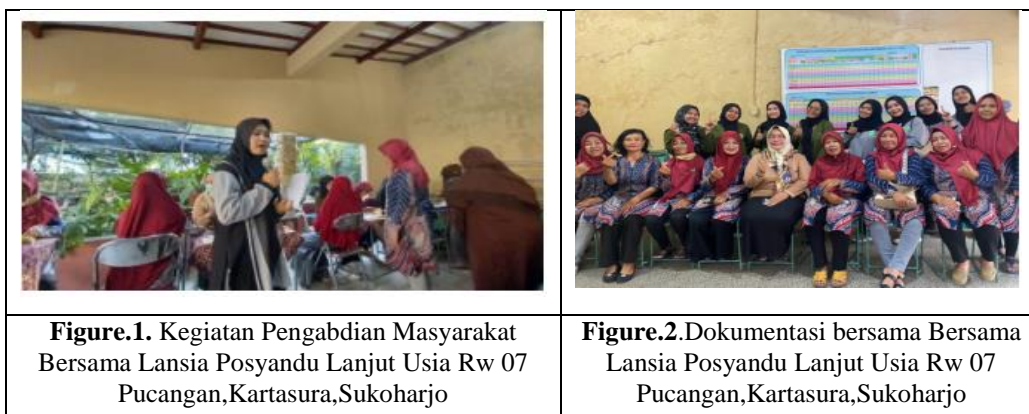 Figure.1. Kegiatan Pengabdian Masyarakat
Bersama Lansia Posyandu Lanjut Usia Rw 07
Pucangan,Kartasura,Sukoharjo
Figure.2.Dokumentasi bersama Bersama
Lansia Posyandu Lanjut Usia Rw 07
Pucangan,Kartasura,Sukoharjo